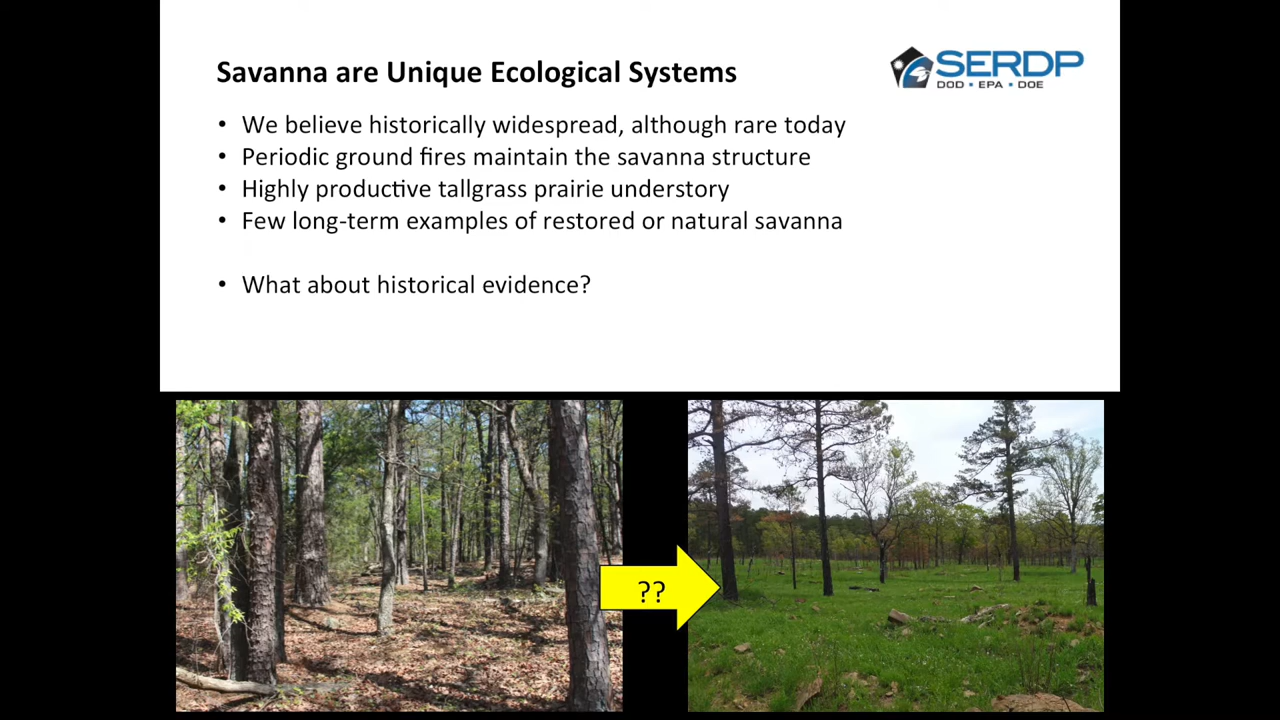 Savanna are Unique Ecological Systems
SERDP
DOD • EPA • DOE
• We believe historically widespread, although rare today
• Periodic ground fires maintain the savanna structure
• Highly productive tallgrass prairie understory
• Few long-term examples of restored or natural savanna
• What about historical evidence?
??